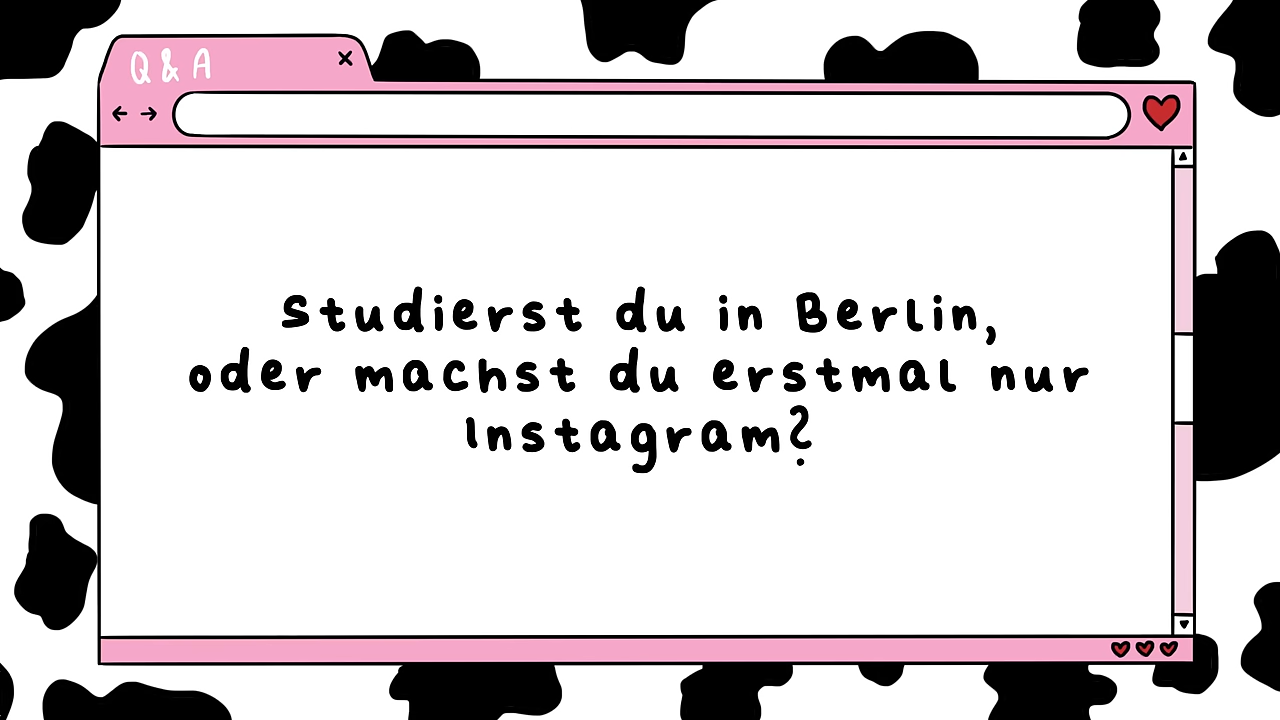 Q & A
Studierst du in Berlin,
oder machst du erstmal nur
Instagram?